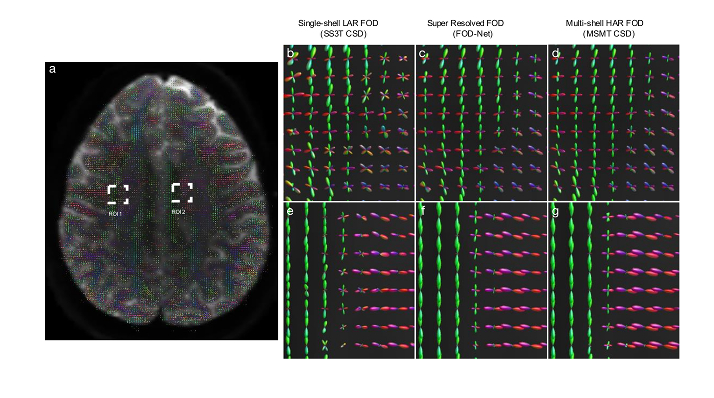 Single-shell LAR FOD
(SS3T CSD)
Super Resolved FOD
(FOD-Net)
Multi-shell HAR FOD
(MSMT CSD)
a
b
c
d
ROI1
ROI2
e
f
g